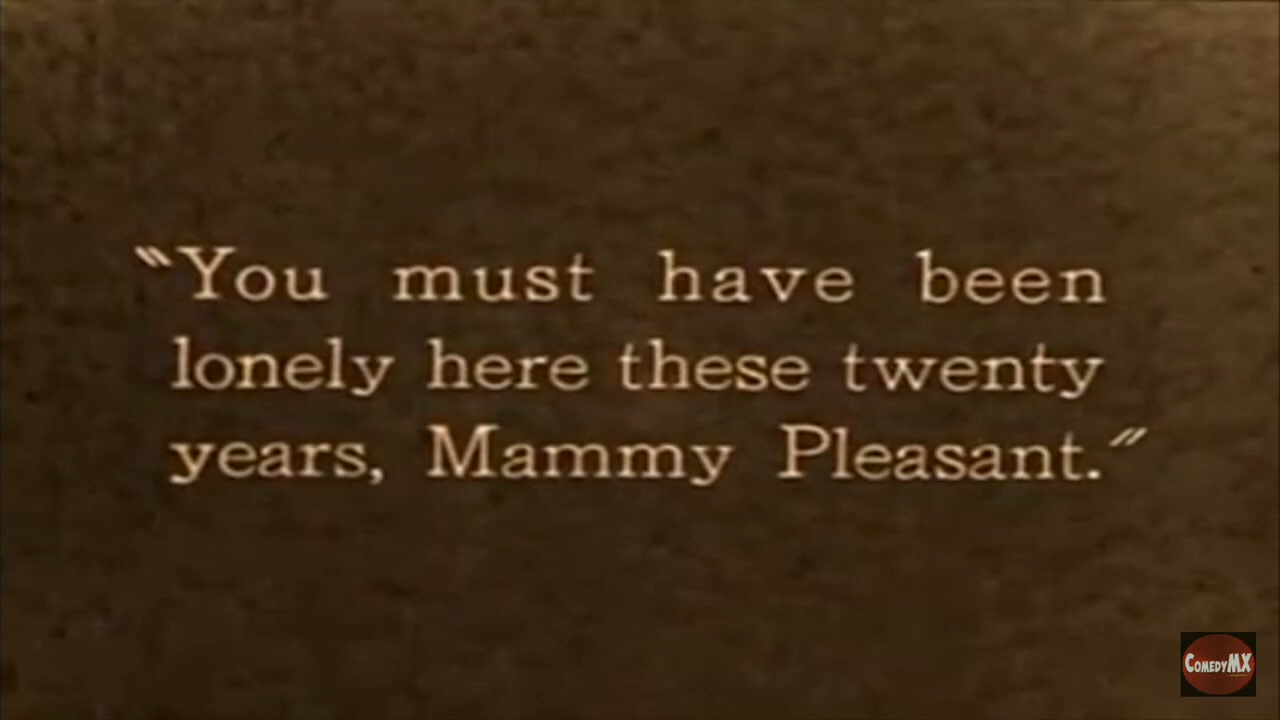 "You must have been
lonely here these twenty
years, Mammy Pleasant."
COMEDYMX